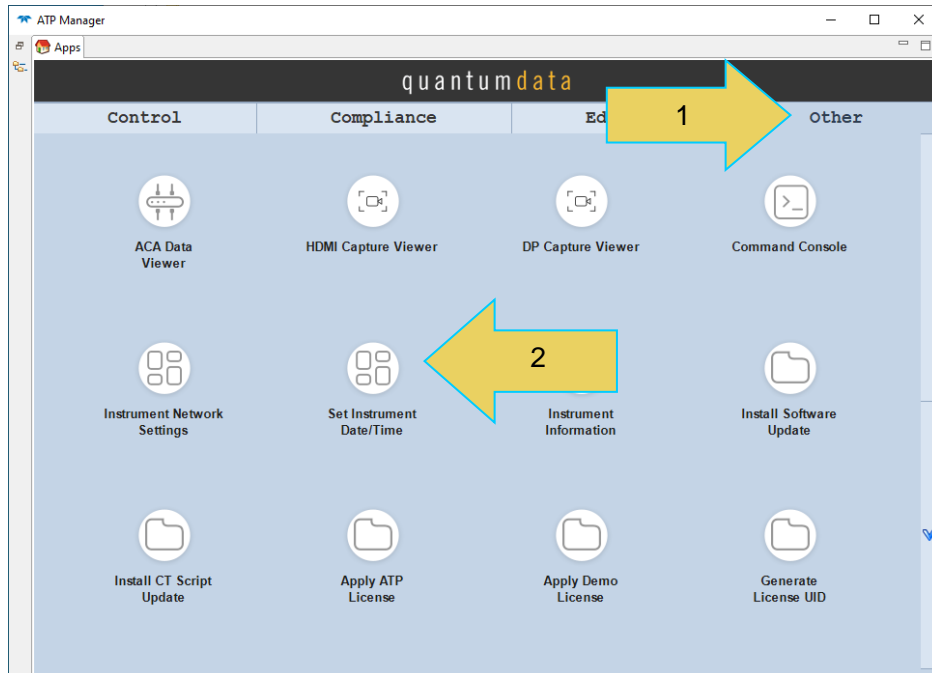 ATP Manager
Apps
quantumdata
Control
Compliance
Ed
1
Other
ACA Data
Viewer
HDMI Capture Viewer
DP Capture Viewer
Command Console
2
Instrument Network
Settings
Set Instrument
Date/Time
Instrument
Information
Install Software
Update
Install CT Script
Update
Apply ATP
License
Apply Demo
License
Generate
License UID